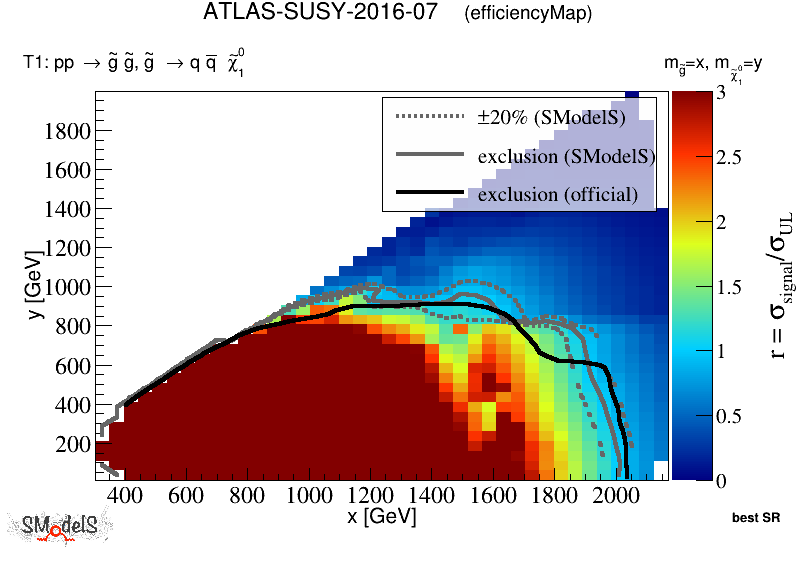 ATLAS-SUSY-2016-07 (efficiencyMap)
T1: pp → g̃ g̃, g̃ → q q̅ χ̃⁰₁
m_g̃=x, m_χ̃⁰₁=y
±20% (SModelS)
exclusion (SModelS)
exclusion (official)
y [GeV]
1800
1600
1400
1200
1000
800
600
400
200
400 600 800 1000 1200 1400 1600 1800 2000
x [GeV]
3
2.5
2
1.5
1
0.5
0
r = σ_signal/σ_UL
SModelS
best SR